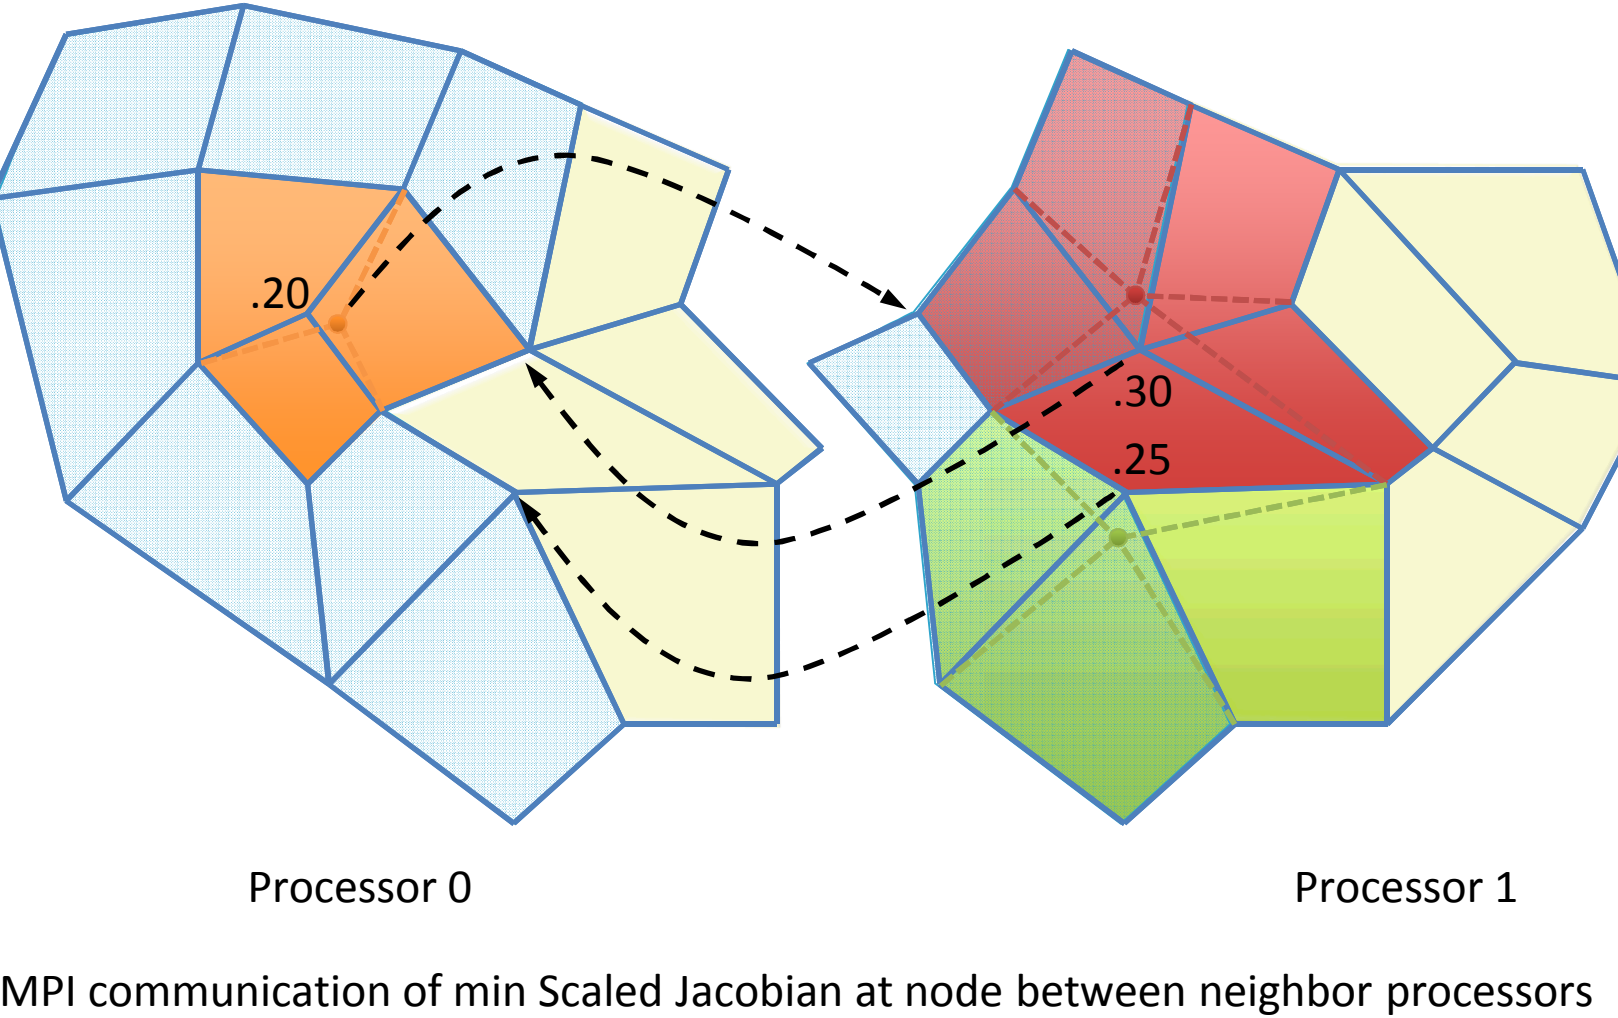 .20
.30
.25
Processor 0
Processor 1
MPI communication of min Scaled Jacobian at node between neighbor processors